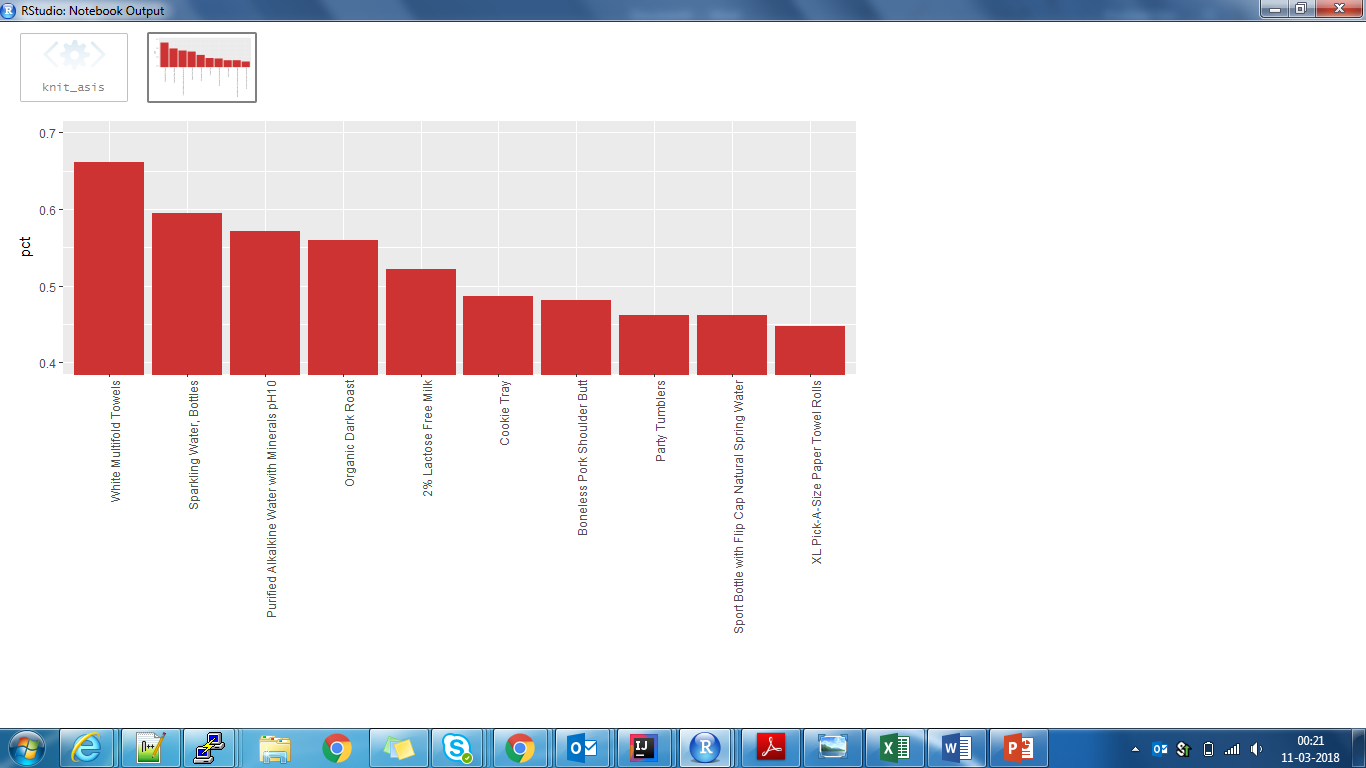 RStudio: Notebook Output
knit_asis
0.7
0.6
0.5
0.4
pct
White Multifold Towels
Sparkling Water, Bottles
Purified Alkalkine Water with Minerals pH10
Organic Dark Roast
2% Lactose Free Milk
Cookie Tray
Boneless Pork Shoulder Butt
Party Tumblers
Sport Bottle with Flip Cap Natural Spring Water
XL Pick-A-Size Paper Towel Rolls
00:21
11-03-2018